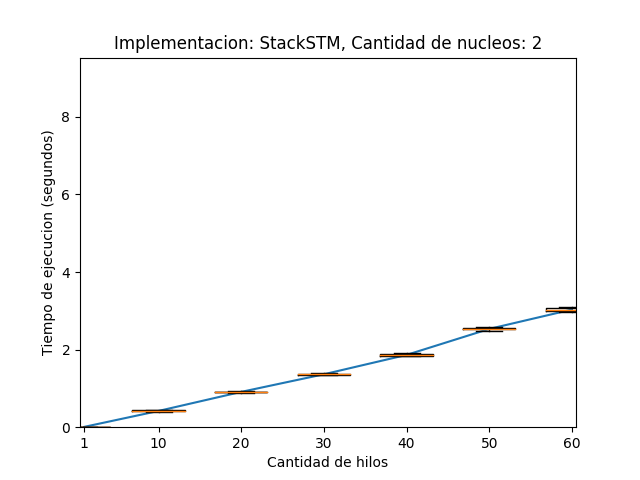 Implementacion: StackSTM, Cantidad de nucleos: 2
Tiempo de ejecucion (segundos)
8
6
4
2
0
1 10 20 30 40 50 60
Cantidad de hilos